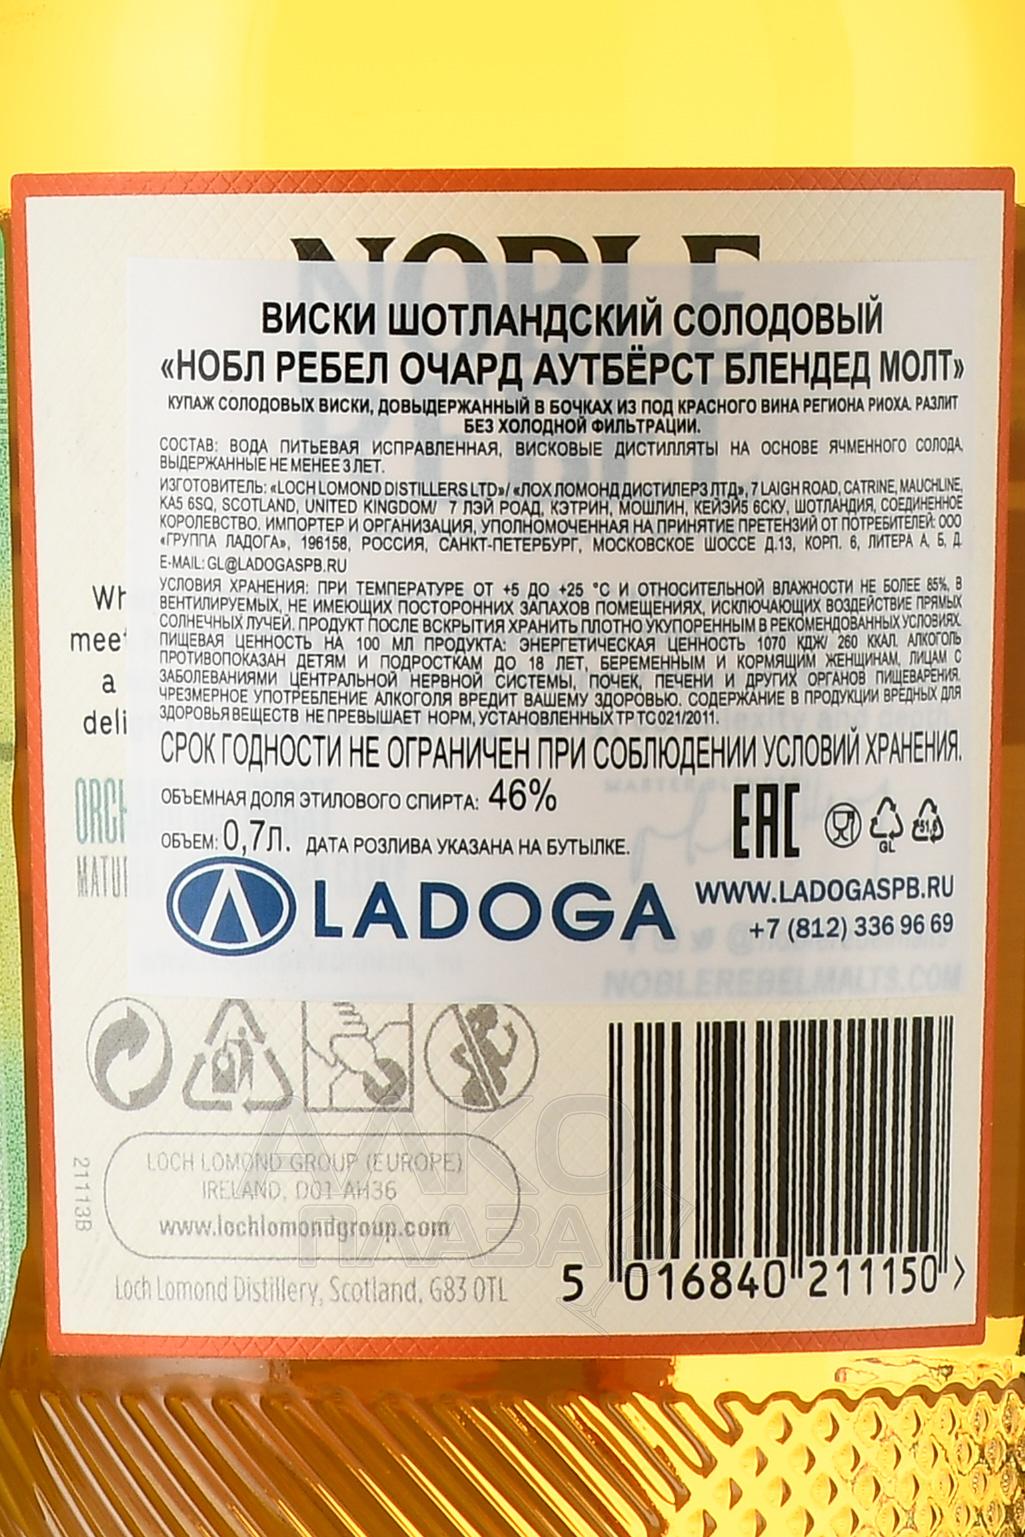 NOBLE
ВИСКИ ШОТЛАНДСКИЙ СОЛОДОВЫЙ
«НОБЛ РЕБЕЛ ОЧАРД АУТБЁРСТ БЛЕНДЕД МОЛТ»
КУПАЖ СОЛОДОВЫХ ВИСКИ, ДОВЫДЕРЖАННЫЙ В БОЧКАХ ИЗ ПОД КРАСНОГО ВИНА РЕГИОНА РИОХА. РАЗЛИТ
БЕЗ ХОЛОДНОЙ ФИЛЬТРАЦИИ.
СОСТАВ: ВОДА ПИТЬЕВАЯ ИСПРАВЛЕННАЯ, ВИСКОВЫЕ ДИСТИЛЛЯТЫ НА ОСНОВЕ ЯЧМЕННОГО СОЛОДА,
ВЫДЕРЖАННЫЕ НЕ МЕНЕЕ 3 ЛЕТ.
ИЗГОТОВИТЕЛЬ: «LOCH LOMOND DISTILLERS LTD»/ «ЛОХ ЛОМОНД ДИСТИЛЕРЗ ЛТД», 7 LAIGH ROAD, CATRINE, MAUCHLINE,
KA5 6SQ, SCOTLAND, UNITED KINGDOM/ 7 ЛЭЙ РОАД, КЭТРИН, МОШЛИН, КЕЙЭЙ5 6СКУ, ШОТЛАНДИЯ, СОЕДИНЕННОЕ
КОРОЛЕВСТВО. ИМПОРТЕР И ОРГАНИЗАЦИЯ, УПОЛНОМОЧЕННАЯ НА ПРИНЯТИЕ ПРЕТЕНЗИЙ ОТ ПОТРЕБИТЕЛЕЙ: ООО
«ГРУППА ЛАДОГА», 196158, РОССИЯ, САНКТ-ПЕТЕРБУРГ, МОСКОВСКОЕ ШОССЕ Д.13, КОРП. 6, ЛИТЕРА А, Б, Д.
E-MAIL: GL@LADOGASPB.RU
УСЛОВИЯ ХРАНЕНИЯ: ПРИ ТЕМПЕРАТУРЕ ОТ +5 ДО +25 °С И ОТНОСИТЕЛЬНОЙ ВЛАЖНОСТИ НЕ БОЛЕЕ 85%, В
ВЕНТИЛИРУЕМЫХ, НЕ ИМЕЮЩИХ ПОСТОРОННИХ ЗАПАХОВ ПОМЕЩЕНИЯХ, ИСКЛЮЧАЮЩИХ ВОЗДЕЙСТВИЕ ПРЯМЫХ
СОЛНЕЧНЫХ ЛУЧЕЙ. ПРОДУКТ ПОСЛЕ ВСКРЫТИЯ ХРАНИТЬ ПЛОТНО УКУПОРЕННЫМ В РЕКОМЕНДОВАННЫХ УСЛОВИЯХ.
ПИЩЕВАЯ ЦЕННОСТЬ НА 100 МЛ ПРОДУКТА: ЭНЕРГЕТИЧЕСКАЯ ЦЕННОСТЬ 1070 КДЖ/ 260 ККАЛ. АЛКОГОЛЬ
ПРОТИВОПОКАЗАН ДЕТЯМ И ПОДРОСТКАМ ДО 18 ЛЕТ, БЕРЕМЕННЫМ И КОРМЯЩИМ ЖЕНЩИНАМ, ЛИЦАМ С
ЗАБОЛЕВАНИЯМИ ЦЕНТРАЛЬНОЙ НЕРВНОЙ СИСТЕМЫ, ПОЧЕК, ПЕЧЕНИ И ДРУГИХ ОРГАНОВ ПИЩЕВАРЕНИЯ.
ЧРЕЗМЕРНОЕ УПОТРЕБЛЕНИЕ АЛКОГОЛЯ ВРЕДИТ ВАШЕМУ ЗДОРОВЬЮ. СОДЕРЖАНИЕ В ПРОДУКЦИИ ВРЕДНЫХ ДЛЯ
ЗДОРОВЬЯ ВЕЩЕСТВ НЕ ПРЕВЫШАЕТ НОРМ, УСТАНОВЛЕННЫХ ТР ТС 021/2011.
СРОК ГОДНОСТИ НЕ ОГРАНИЧЕН ПРИ СОБЛЮДЕНИИ УСЛОВИЙ ХРАНЕНИЯ.
ОБЪЕМНАЯ ДОЛЯ ЭТИЛОВОГО СПИРТА: 46%
ОБЪЕМ: 0,7Л. ДАТА РОЗЛИВА УКАЗАНА НА БУТЫЛКЕ.
EAC
GL
LADOGA
WWW.LADOGASPB.RU
+7 (812) 336 96 69
NOBLEREBELMALTS.COM
21113B
LOCH LOMOND GROUP (EUROPE)
IRELAND, D01 AH36
www.lochlomondgroup.com
Loch Lomond Distillery, Scotland, G83 0TL
5 016840 211150 >
АЛКО
ПЛАЗА